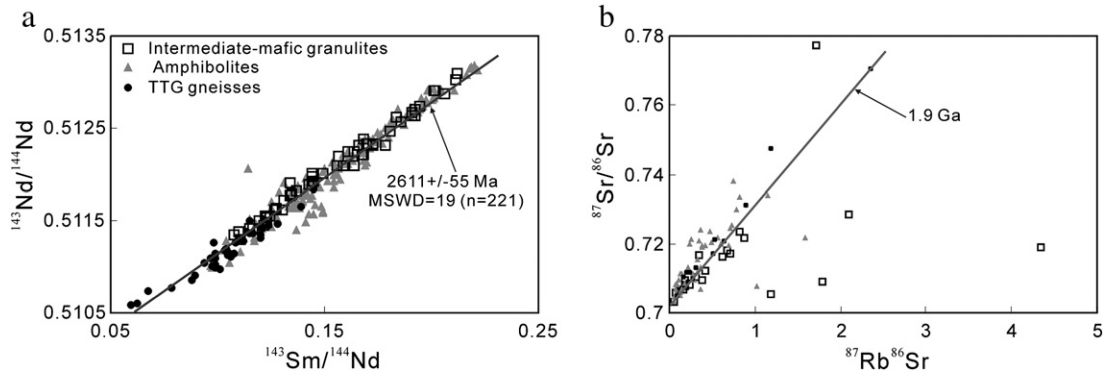 a
0.5135
Intermediate-mafic granulites
Amphibolites
TTG gneisses
0.5125
0.5115
0.5105
¹⁴³Nd/¹⁴⁴Nd
2611+/-55 Ma
MSWD=19 (n=221)
0.05
0.15
0.25
¹⁴³Sm/¹⁴⁴Nd
b
0.78
0.76
0.74
0.72
0.7
⁸⁷Sr/⁸⁶Sr
1.9 Ga
0
1
2
3
4
5
⁸⁷Rb⁸⁶Sr